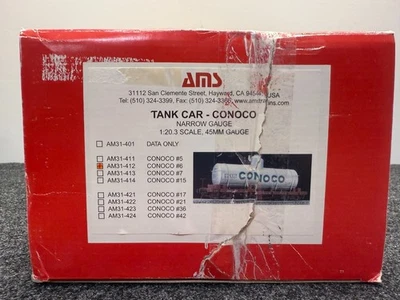 AMS
31112 San Clemente Street, Hayward, CA USA
Tel: (510) 324-3399, Fax: (510)
TANK CAR - CONOCO
NARROW GAUGE
1:20.3 SCALE, 45MM GAUGE
AM31-401 DATA ONLY
AM31-411 CONOCO #5
AM31-412 CONOCO #6
AM31-413 CONOCO #7
AM31-414 CONOCO #15
AM31-421 CONOCO #17
AM31-422 CONOCO #21
AM31-423 CONOCO #36
AM31-424 CONOCO #42
CONOCO